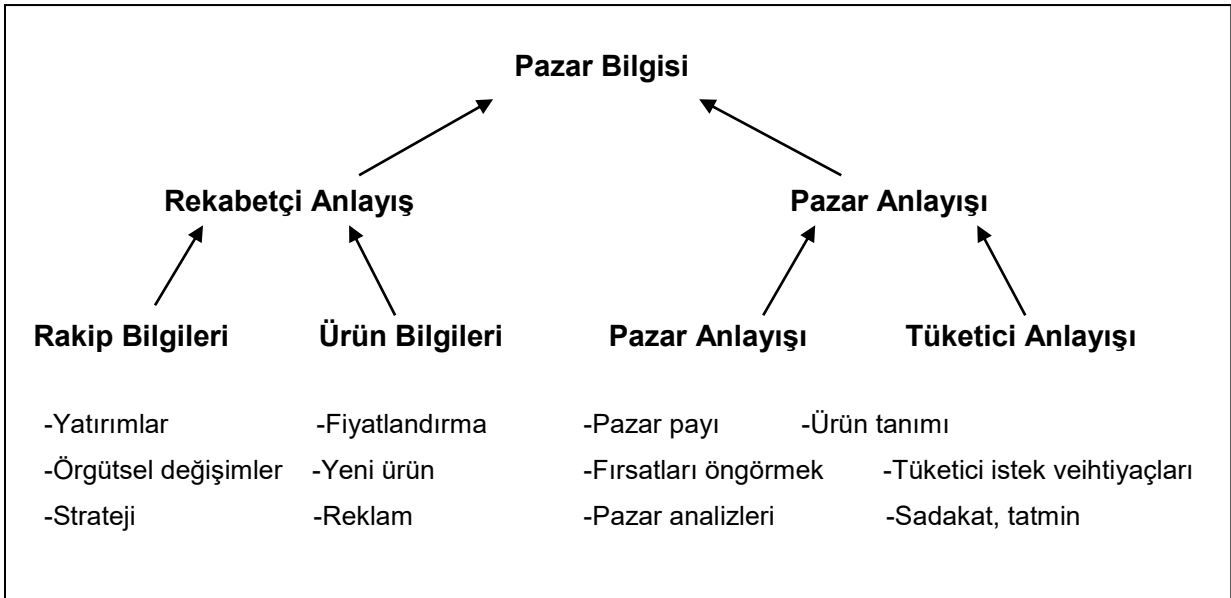 Pazar Bilgisi
Rekabetçi Anlayış Pazar Anlayışı
Rakip Bilgileri Ürün Bilgileri Pazar Anlayışı Tüketici Anlayışı
-Yatırımlar -Fiyatlandırma -Pazar payı -Ürün tanımı
-Örgütsel değişimler -Yeni ürün -Fırsatları öngörmek -Tüketici istek veihtiyaçları
-Strateji -Reklam -Pazar analizleri -Sadakat, tatmin